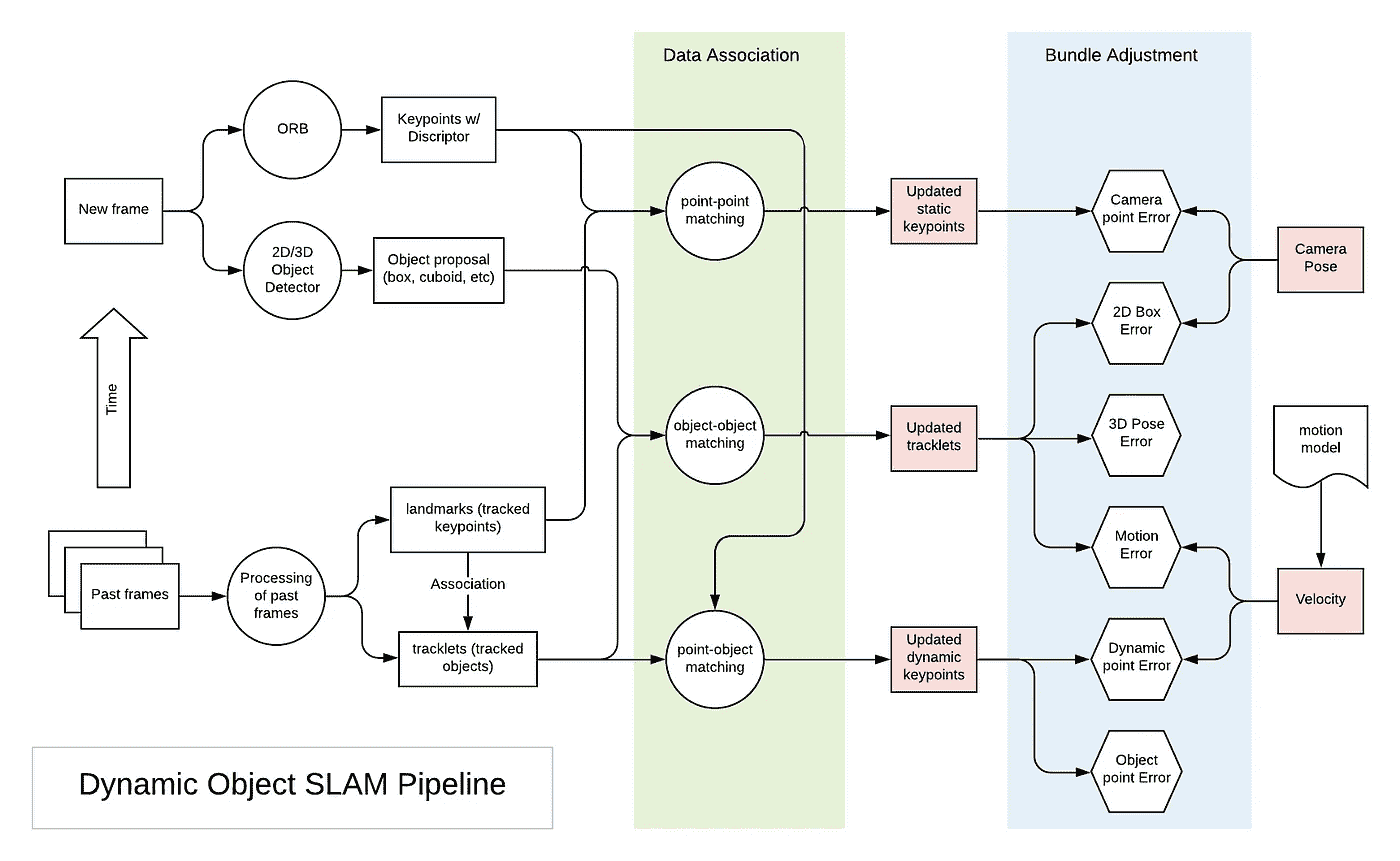 Data Association
Bundle Adjustment
ORB
Keypoints w/
Discriptor
New frame
2D/3D
Object
Detector
Object proposal
(box, cuboid, etc)
point-point
matching
Updated
static
keypoints
Camera
point Error
Camera
Pose
2D Box
Error
Time
object-object
matching
Updated
tracklets
3D Pose
Error
motion
model
landmarks (tracked
keypoints)
Motion
Error
Past frames
Processing
of past
frames
Association
Velocity
tracklets (tracked
objects)
point-object
matching
Updated
dynamic
keypoints
Dynamic
point Error
Object
point Error
Dynamic Object SLAM Pipeline